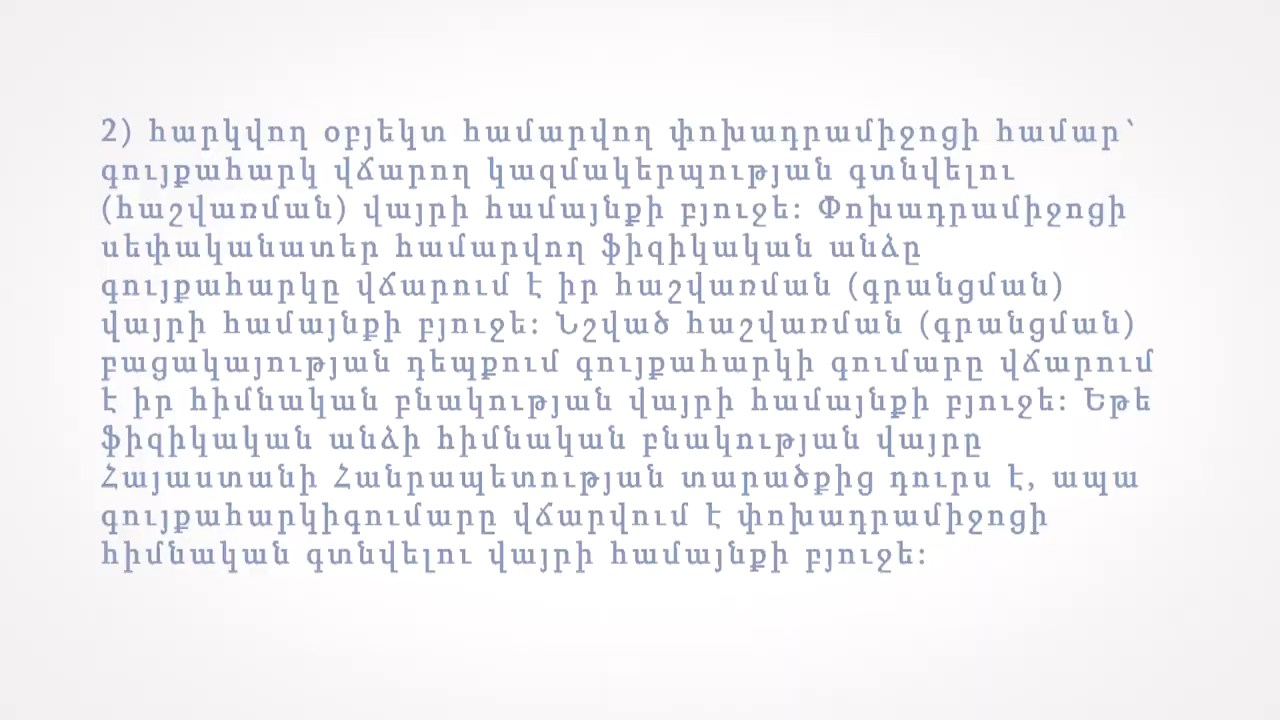 2) հարկվող օբյեկտ համարվող փոխադրամիջոցի համար՝
գույքահարկ վճարող կազմակերպության գտնվելու
(հաշվառման) վայրի համայնքի բյուջե: Փոխադրամիջոցի
սեփականատեր համարվող ֆիզիկական անձը
գույքահարկը վճարում է իր հաշվառման (գրանցման)
վայրի համայնքի բյուջե: Նշված հաշվառման (գրանցման)
բացակայության դեպքում գույքահարկի գումարը վճարում
է իր հիմնական բնակության վայրի համայնքի բյուջե: Եթե
ֆիզիկական անձի հիմնական բնակության վայրը
Հայաստանի Հանրապետության տարածքից դուրս է, ապա
գույքահարկիգումարը վճարվում է փոխադրամիջոցի
հիմնական գտնվելու վայրի համայնքի բյուջե: